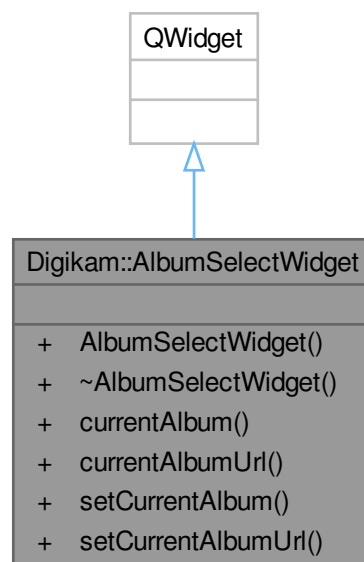 QWidget
Digikam::AlbumSelectWidget
+ AlbumSelectWidget()
+ ~AlbumSelectWidget()
+ currentAlbum()
+ currentAlbumUrl()
+ setCurrentAlbum()
+ setCurrentAlbumUrl()